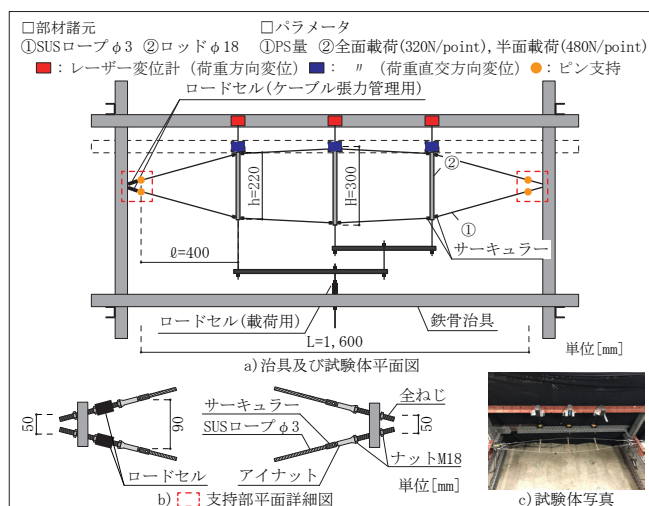 □部材諸元 □パラメータ
①SUSロープφ3 ②ロッドφ18 ①PS量 ②全面載荷(320N/point), 半面載荷(480N/point)
：レーザー変位計（荷重方向変位） ：〃（荷重直交方向変位） ：ピン支持
ロードセル(ケーブル張力管理用)
②
h=220
H=300
①
サーキュラー
ℓ=400
ロードセル(載荷用)
鉄骨治具
L=1,600
単位[mm]
a)治具及び試験体平面図
全ねじ
サーキュラー
50
90
50
SUSロープφ3
ナットM18
ロードセル
アイナット
単位[mm]
b) 支持部平面詳細図
c)試験体写真